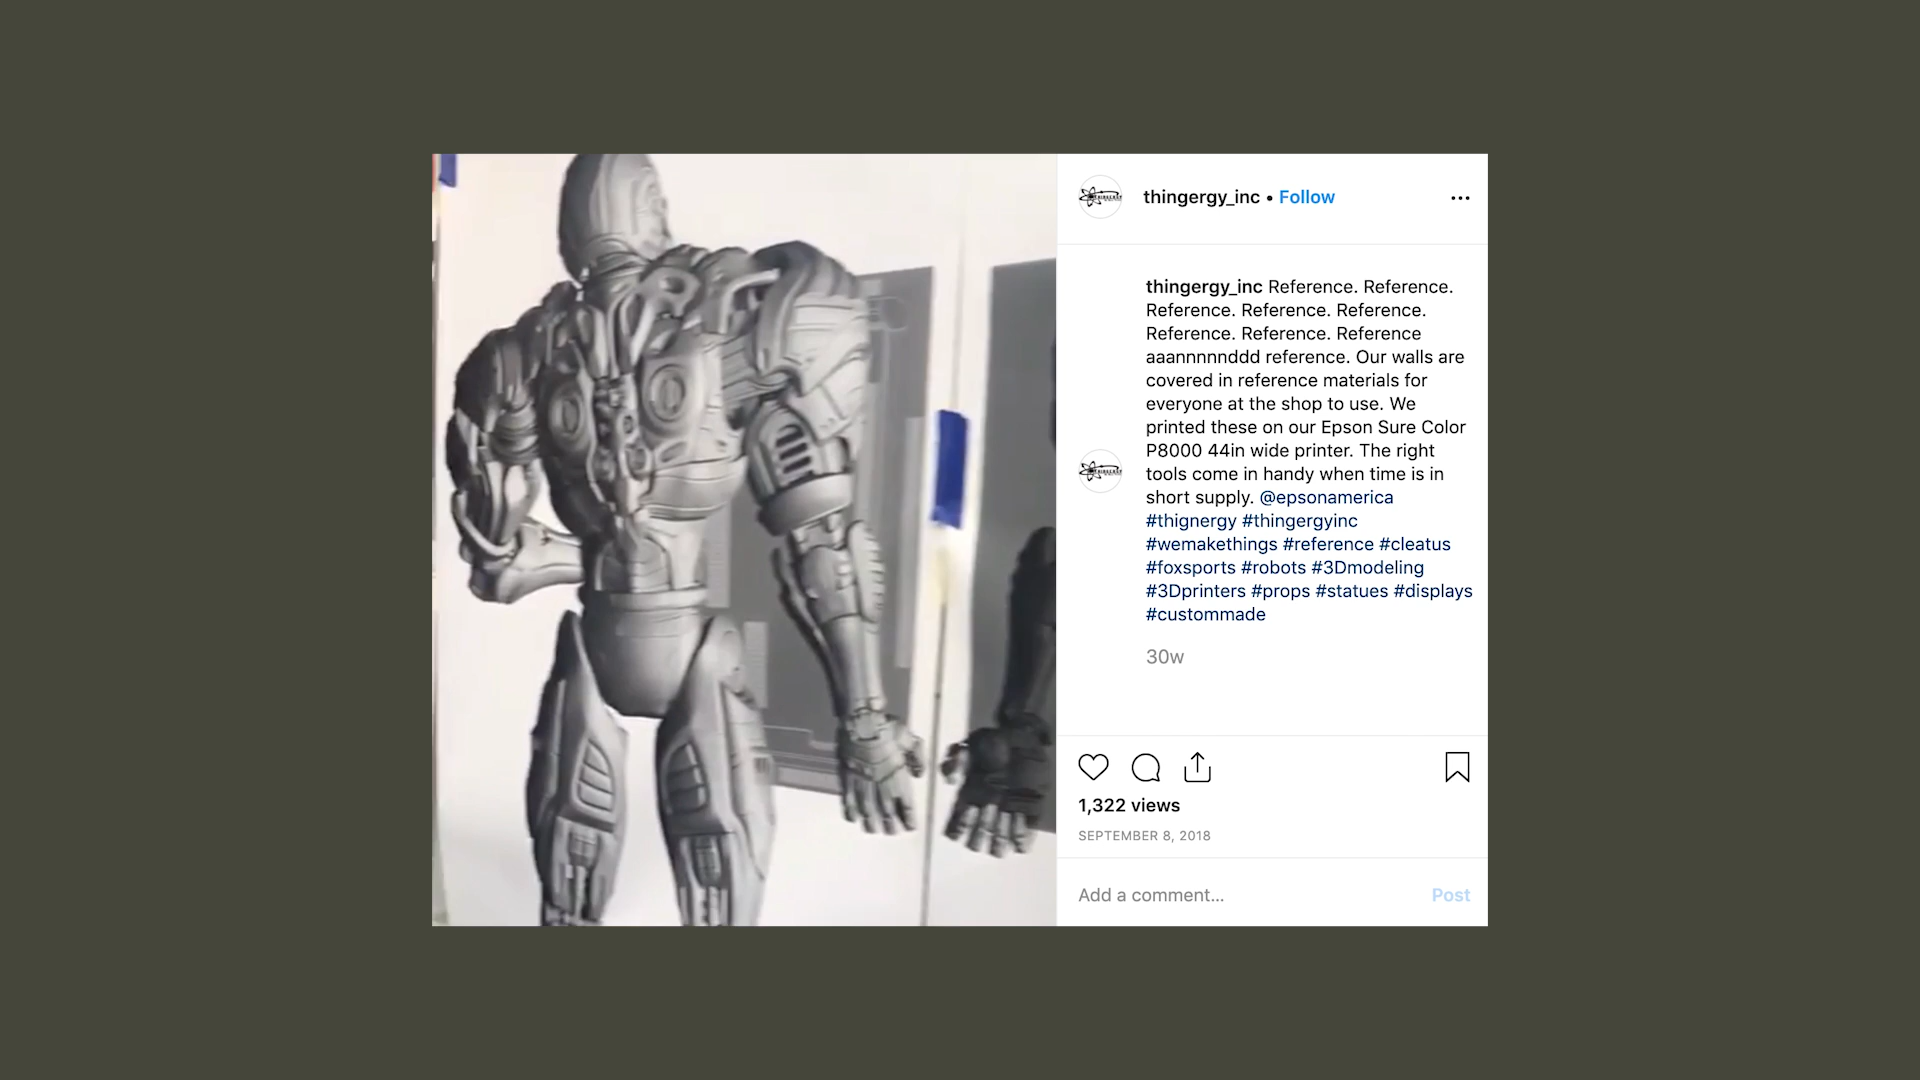 thingergy_inc • Follow
thingergy_inc Reference. Reference.
Reference. Reference. Reference.
Reference. Reference. Reference
aaannnnnddd reference. Our walls are
covered in reference materials for
everyone at the shop to use. We
printed these on our Epson Sure Color
P8000 44in wide printer. The right
tools come in handy when time is in
short supply. @epsonamerica
#thignergy #thingergyinc
#wemakethings #reference #cleatus
#foxsports #robots #3Dmodeling
#3Dprinters #props #statues #displays
#custommade
30w
1,322 views
SEPTEMBER 8, 2018
Add a comment...
Post